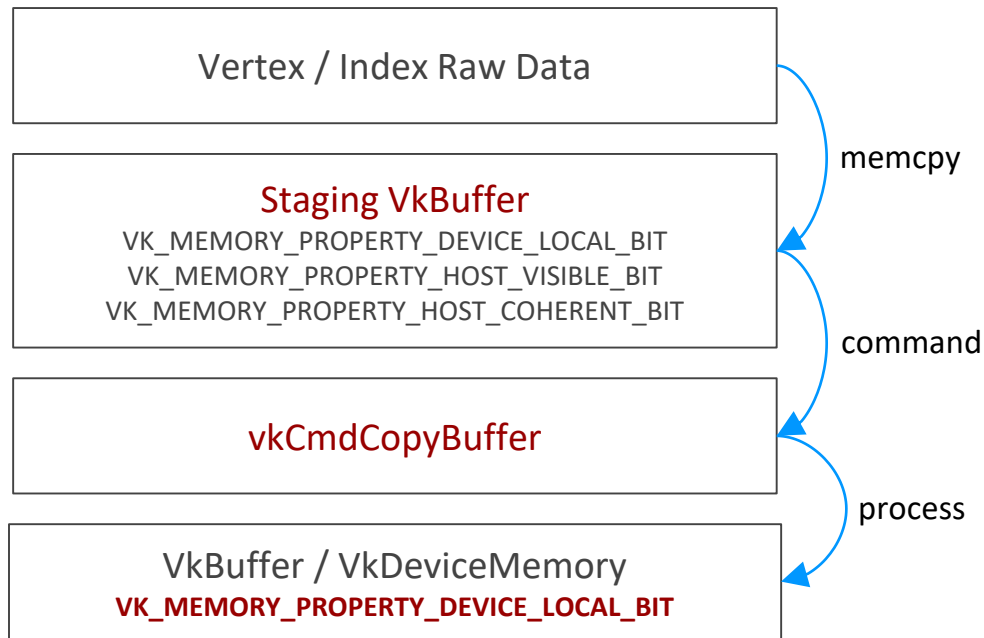 Vertex / Index Raw Data
memcpy
Staging VkBuffer
VK_MEMORY_PROPERTY_DEVICE_LOCAL_BIT
VK_MEMORY_PROPERTY_HOST_VISIBLE_BIT
VK_MEMORY_PROPERTY_HOST_COHERENT_BIT
command
vkCmdCopyBuffer
process
VkBuffer / VkDeviceMemory
VK_MEMORY_PROPERTY_DEVICE_LOCAL_BIT